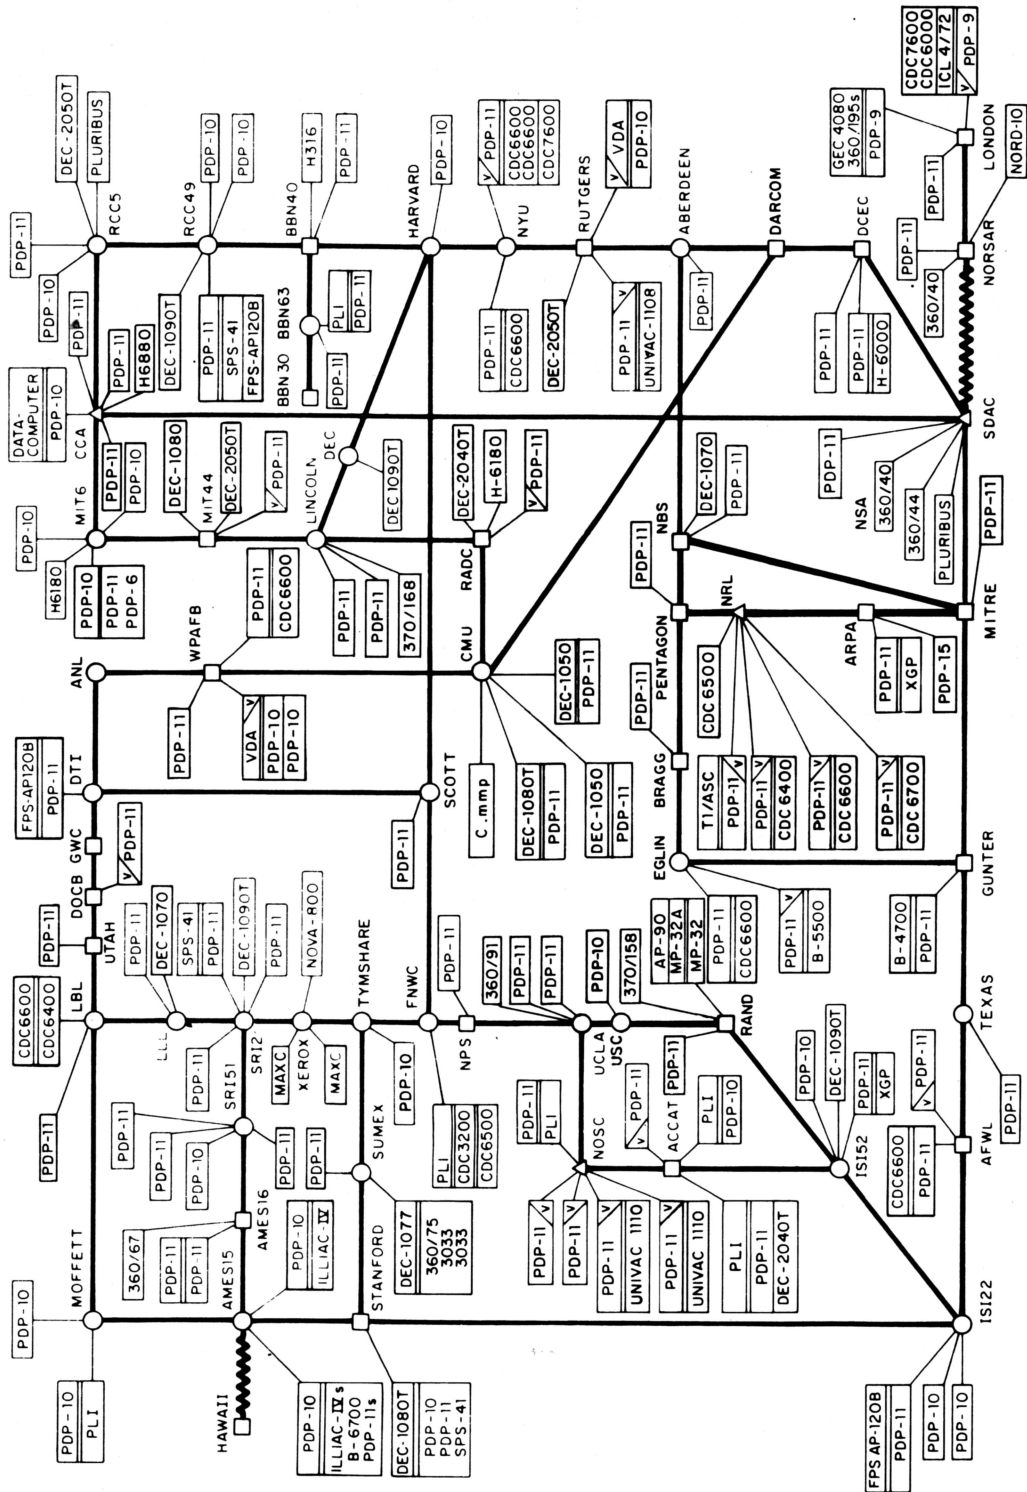 HAWAII
PDP-10
PLI
PDP-10
MOFFETT
PDP-11
CDC6600
CDC6400
LBL
PDP-11
UTAH
DOCB
PDP-11
V
GWC
FPS-AP120B
PDP-11
DTI
ANL
H6180
PDP-10
MIT6
PDP-10
PDP-11
PDP-6
PDP-11
PDP-10
DATA-
COMPUTER
PDP-10
CCA
PDP-11
PDP-11
H6880
PDP-10
PDP-11
DEC-2050T
PLURIBUS
RCC5
PDP-10
ILLIAC-IVs
B-6700
PDP-11s
AMES15
PDP-10
ILLIAC-IV
360/67
PDP-11
PDP-11
AMES16
PDP-11
PDP-11
PDP-10
PDP-11
SRI51
PDP-11
SRI2
SPS-41
PDP-11
DEC-1090T
PDP-11
PDP-11
DEC-1070
LLL
NOVA-800
MAXC
MAXC
XEROX
PDP-11
WPAFB
PDP-11
CDC6600
VDA
V
PDP-10
PDP-10
DEC-1080
DEC-2050T
MIT44
PDP-11
V
DEC-1090T
PDP-10
PDP-10
RCC49
PDP-11
SPS-41
FPS-AP120B
H316
PDP-11
BBN40
PLI
PDP-11
BBN63
PDP-11
BBN30
DEC-1080T
PDP-10
PDP-11
SPS-41
STANFORD
DEC-1077
360/75
3033
3033
PDP-11
SUMEX
PDP-10
TYMSHARE
LINCOLN
PDP-11
PDP-11
370/168
DEC
DEC1090T
PDP-10
HARVARD
FNWC
PLI
CDC3200
CDC6500
PDP-11
SCOTT
PDP-11
NPS
CMU
C.mmp
DEC-1080T
PDP-11
DEC-1050
PDP-11
DEC-1050
PDP-11
RADC
DEC-2040T
H-6180
PDP-11
V
NYU
PDP-11
V
CDC6600
CDC6600
CDC7600
PDP-11
CDC6600
RUTGERS
VDA
V
PDP-10
DEC-2050T
PDP-11
V
UNIVAC-1108
NOSC
PDP-11
PLI
PDP-11
V
PDP-11
V
PDP-11
V
UNIVAC 1110
PDP-11
V
UNIVAC 1110
UCLA
360/91
PDP-11
PDP-11
USC
PDP-10
370/158
PDP-11
RAND
AP-90
MP-32A
MP-32
ACCAT
PDP-11
V
PLI
PDP-10
PLI
PDP-11
DEC-2040T
EGLIN
PDP-11
CDC6600
PDP-11
V
B-5500
BRAGG
PDP-11
PENTAGON
PDP-11
NBS
DEC-1070
PDP-11
ABERDEEN
PDP-11
NRL
CDC6500
T1/ASC
PDP-11
V
PDP-11
V
CDC6400
PDP-11
V
CDC6600
PDP-11
V
CDC6700
DARCOM
DCEC
PDP-11
PDP-11
H-6000
ISI52
PDP-10
DEC-1090T
PDP-11
XGP
ARPA
PDP-11
XGP
PDP-15
ISI22
FPS AP-120B
PDP-11
PDP-10
PDP-10
AFWL
CDC6600
PDP-11
PDP-11
V
TEXAS
PDP-11
GUNTER
B-4700
PDP-11
MITRE
PDP-11
SDAC
PDP-11
NSA
360/40
360/44
PLURIBUS
NORSAR
360/40
PDP-11
NORD-10
LONDON
PDP-11
GEC 4080
360/195s
PDP-9
CDC7600
CDC6000
ICL 4/72
V
PDP-9